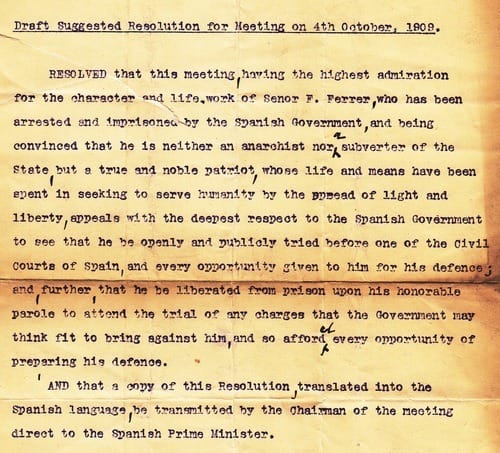 Draft Suggested Resolution for Meeting on 4th October, 1909.
RESOLVED that this meeting, having the highest admiration
for the character and life.work of Senor F. Ferrer, who has been
arrested and imprisoned by the Spanish Government, and being
convinced that he is neither an anarchist nor a subverter of the
State, but a true and noble patriot, whose life and means have been
spent in seeking to serve humanity by the spread of light and
liberty, appeals with the deepest respect to the Spanish Government
to see that he be openly and publicly tried before one of the Civil
Courts of Spain, and every opportunity given to him for his defence;
and, further, that he be liberated from prison upon his honorable
parole to attend the trial of any charges that the Government may
think fit to bring against him, and so afford ed every opportunity of
preparing his defence.
AND that a copy of this Resolution, translated into the
Spanish language, be transmitted by the Chairman of the meeting
direct to the Spanish Prime Minister.